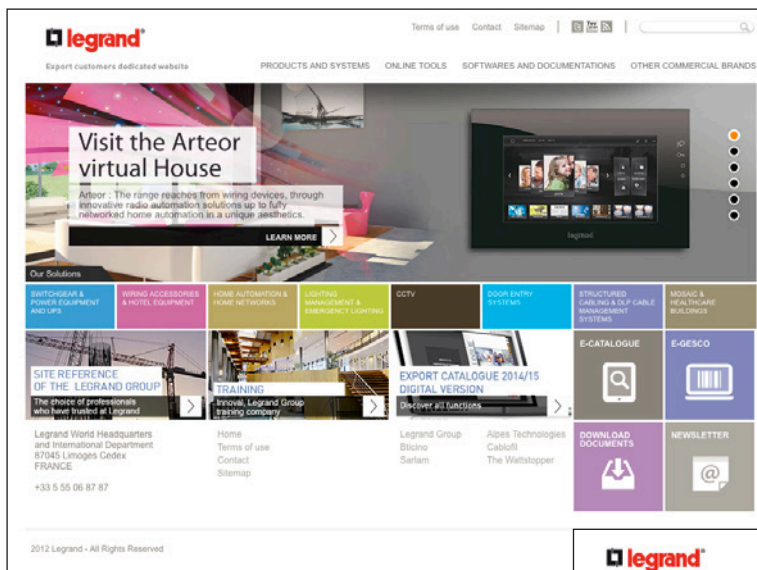 legrand®
Terms of use Contact Sitemap
Export customers dedicated website
PRODUCTS AND SYSTEMS ONLINE TOOLS SOFTWARES AND DOCUMENTATIONS OTHER COMMERCIAL BRANDS
Visit the Arteor
virtual House
Arteor : The range reaches from wiring devices, through
innovative radio automation solutions up to fully
networked home automation in a unique aesthetics.
LEARN MORE
legrand
Our Solutions
SWITCHGEAR &
POWER EQUIPMENT
AND UPS
WIRING ACCESSORIES
& HOTEL EQUIPMENT
HOME AUTOMATION &
HOME NETWORKS
LIGHTING
MANAGEMENT &
EMERGENCY LIGHTING
CCTV
DOOR ENTRY
SYSTEMS
STRUCTURED
CABLING & DLP CABLE
MANAGEMENT
SYSTEMS
MOSAIC &
HEALTHCARE
BUILDINGS
SITE REFERENCE
OF THE LEGRAND GROUP
The choice of professionals
who have trusted at Legrand
TRAINING
Innoval, Legrand Group
training company
EXPORT CATALOGUE 2014/15
DIGITAL VERSION
Discover all functions
E-CATALOGUE
E-GESCO
DOWNLOAD
DOCUMENTS
NEWSLETTER
@
Legrand World Headquarters
and International Department
87045 Limoges Cedex
FRANCE
+33 5 55 06 87 87
Home
Terms of use
Contact
Sitemap
Legrand Group
Bticino
Sarlam
Alpes Technologies
Cablofil
The Wattstopper
2012 Legrand - All Rights Reserved
legrand®